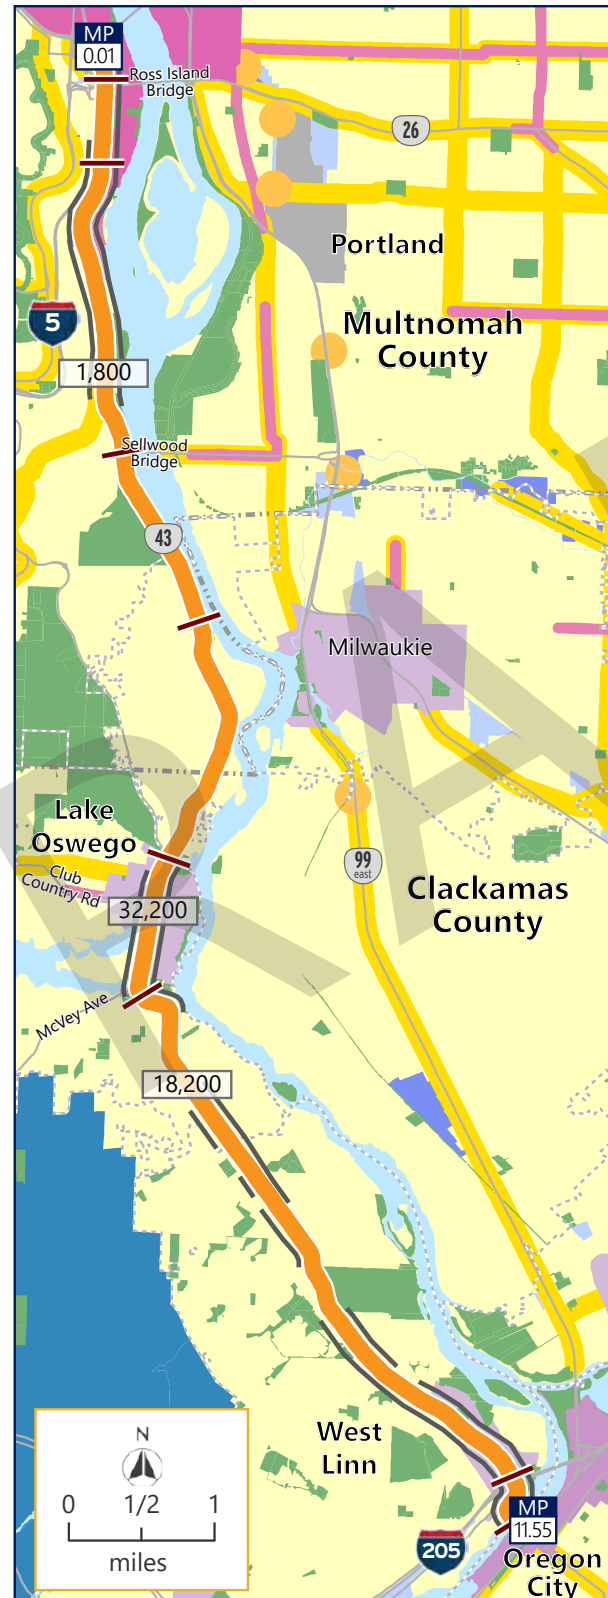 MP
0.01
Ross Island
Bridge
26
Portland
5
Multnomah
County
1,800
Sellwood
Bridge
43
Milwaukie
Lake
Oswego
Club
Country Rd
99
east
32,200
Clackamas
County
McVey Ave
18,200
West
Linn
N
0 1/2 1
miles
MP
11.55
205
Oregon
City